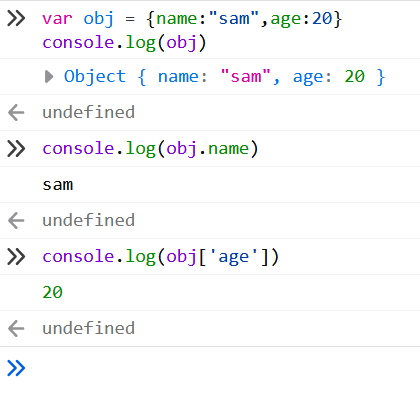 var obj = {name:"sam",age:20}
console.log(obj)
Object { name: "sam", age: 20 }
undefined
console.log(obj.name)
sam
undefined
console.log(obj['age'])
20
undefined